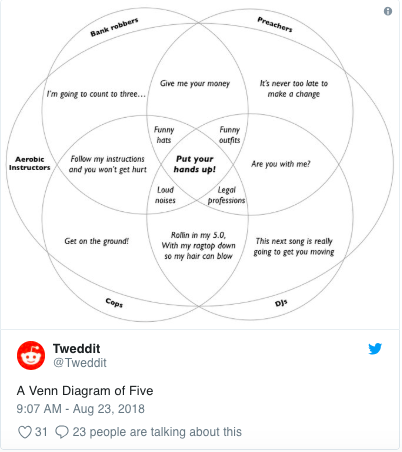 Bank robbers
Preachers
I'm going to count to three...
Give me your money
It's never too late to
make a change
Funny
hats
Funny
outfits
Aerobic
Instructors
Follow my instructions
and you won't get hurt
Put your
hands up!
Are you with me?
Loud
noises
Legal
professions
Get on the ground!
Rollin in my 5.0,
With my ragtop down
so my hair can blow
This next song is really
going to get you moving
Cops
DJs
Tweddit
@Tweddit
A Venn Diagram of Five
9:07 AM - Aug 23, 2018
31 23 people are talking about this